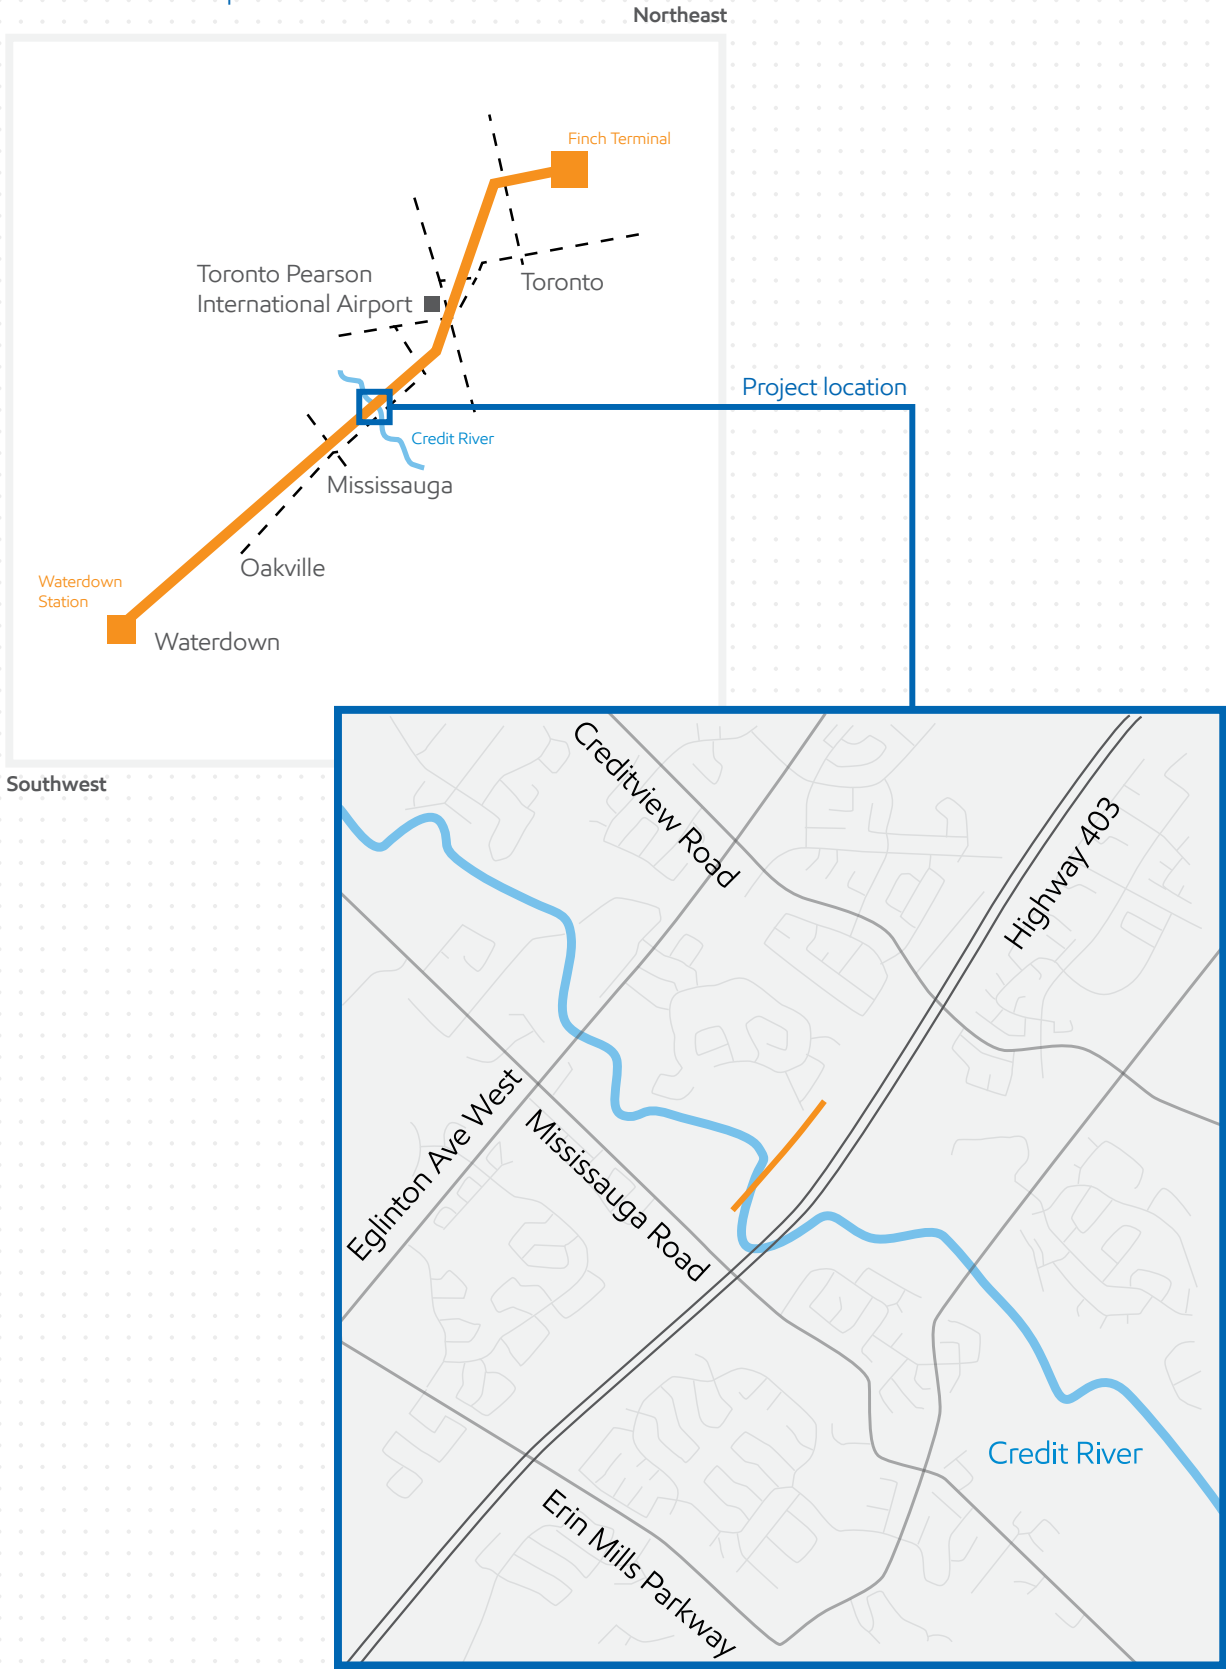 Northeast
Finch Terminal
Toronto Pearson
International Airport
Toronto
Project location
Credit River
Mississauga
Oakville
Waterdown
Station
Waterdown
Southwest
Creditview Road
Highway 403
Eglinton Ave West
Mississauga Road
Credit River
Erin Mills Parkway